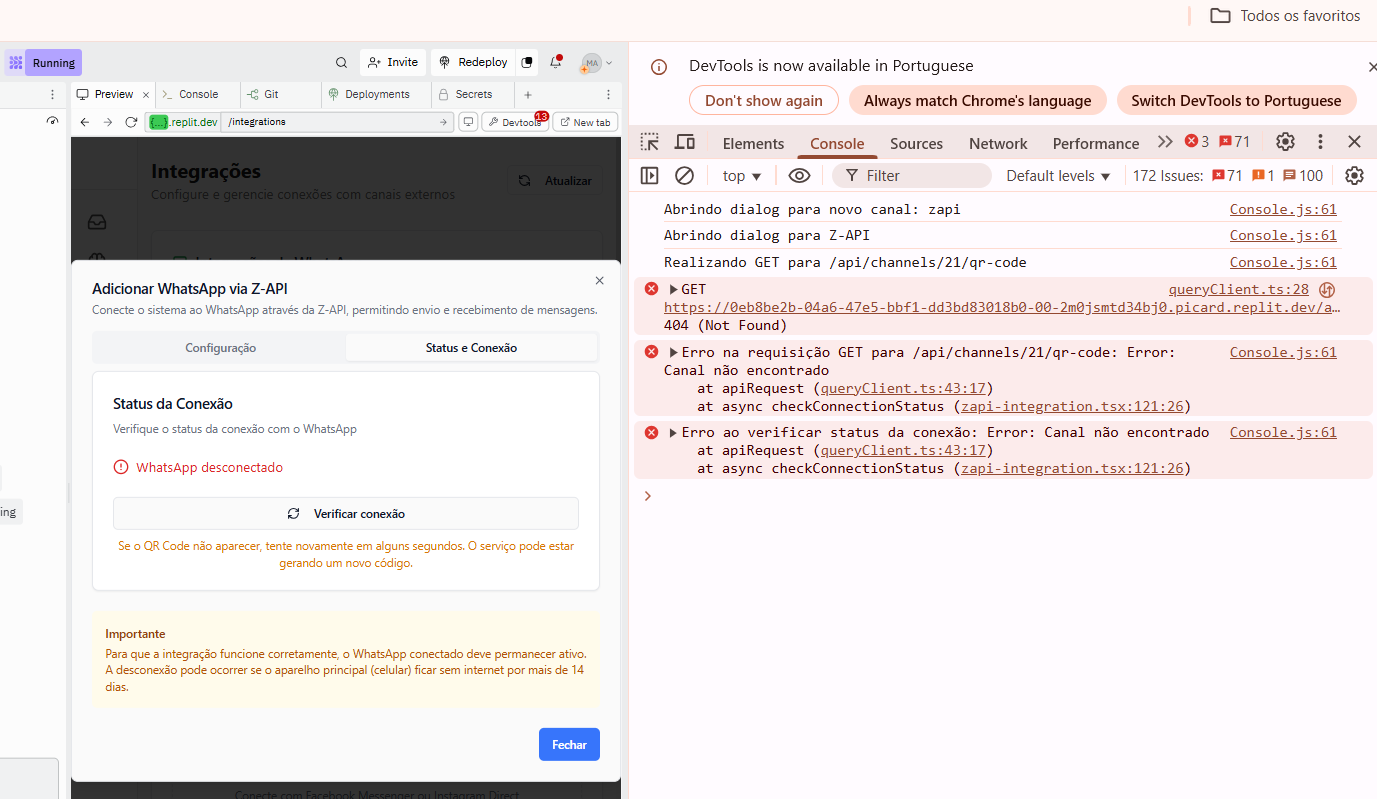 Todos os favoritos
Running
Invite
Redeploy
MA
Preview
Console
Git
Deployments
Secrets
{...}.replit.dev
/integrations
Devtools
13
New tab
Integrações
Configure e gerencie conexões com canais externos
Atualizar
Adicionar WhatsApp via Z-API
Conecte o sistema ao WhatsApp através da Z-API, permitindo envio e recebimento de mensagens.
Configuração
Status e Conexão
Status da Conexão
Verifique o status da conexão com o WhatsApp
WhatsApp desconectado
Verificar conexão
Se o QR Code não aparecer, tente novamente em alguns segundos. O serviço pode estar
gerando um novo código.
ing
Importante
Para que a integração funcione corretamente, o WhatsApp conectado deve permanecer ativo.
A desconexão pode ocorrer se o aparelho principal (celular) ficar sem internet por mais de 14
dias.
Fechar
Conecte com Facebook Messenger ou Instagram Direct
DevTools is now available in Portuguese
Don't show again
Always match Chrome's language
Switch DevTools to Portuguese
Elements
Console
Sources
Network
Performance
3
71
top
Filter
Default levels
172 Issues:
71
1
100
Abrindo dialog para novo canal: zapi Console.js:61
Abrindo dialog para Z-API Console.js:61
Realizando GET para /api/channels/21/qr-code Console.js:61
GET queryClient.ts:28
https://0eb8be2b-04a6-47e5-bbf1-dd3bd83018b0-00-2m0jsmtd34bj0.picard.replit.dev/a…
404 (Not Found)
Erro na requisição GET para /api/channels/21/qr-code: Error: Console.js:61
Canal não encontrado
at apiRequest (queryClient.ts:43:17)
at async checkConnectionStatus (zapi-integration.tsx:121:26)
Erro ao verificar status da conexão: Error: Canal não encontrado Console.js:61
at apiRequest (queryClient.ts:43:17)
at async checkConnectionStatus (zapi-integration.tsx:121:26)